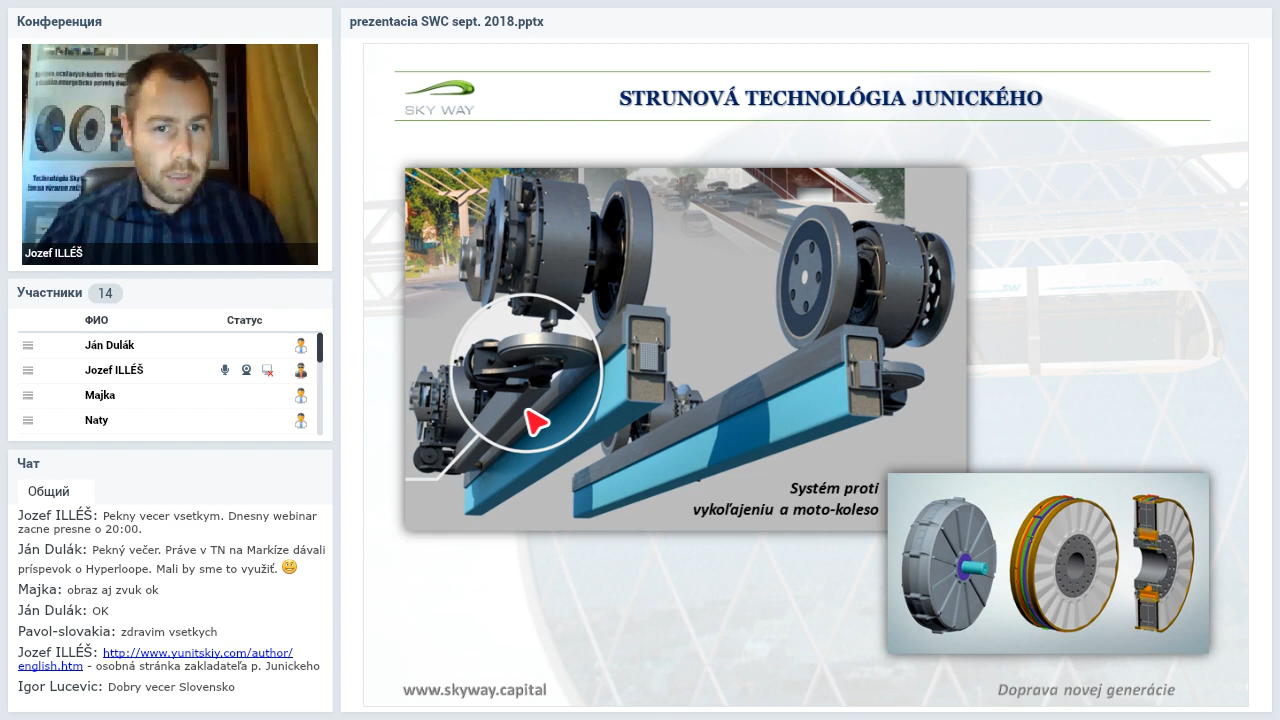 Конференция
Jozef ILLÉŠ
Участники 14
ФИО Статус
Ján Dulák
Jozef ILLÉŠ
Majka
Naty
Чат
Общий
Jozef ILLÉŠ: Pekny vecer vsetkym. Dnesny webinar
zacne presne o 20:00.
Ján Dulák: Pekný večer. Práve v TN na Markíze dávali
príspevok o Hyperloope. Mali by sme to využiť.
Majka: obraz aj zvuk ok
Ján Dulák: OK
Pavol-slovakia: zdravim vsetkych
Jozef ILLÉŠ: http://www.yunitskiy.com/author/
english.htm - osobná stránka zakladateľa p. Junickeho
Igor Lucevic: Dobry vecer Slovensko
prezentacia SWC sept. 2018.pptx
SKY WAY
STRUNOVÁ TECHNOLÓGIA JUNICKÉHO
Systém proti
vykoľajeniu a moto-koleso
www.skyway.capital
Doprava novej generácie